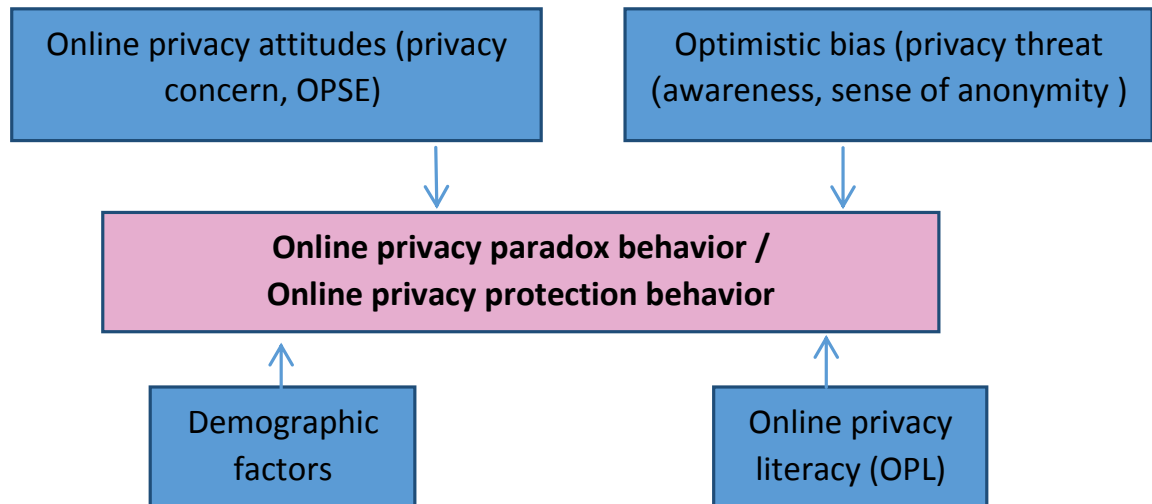 Online privacy attitudes (privacy
concern, OPSE)
Optimistic bias (privacy threat
(awareness, sense of anonymity )
Online privacy paradox behavior /
Online privacy protection behavior
Demographic
factors
Online privacy
literacy (OPL)